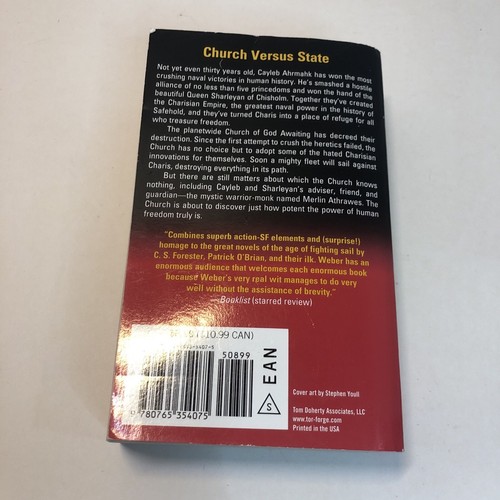 Church Versus State
Not yet even thirty years old, Cayleb Ahrmahk has won the most
crushing naval victories in human history. He's smashed a hostile
alliance of no less than five princedoms and won the hand of the
beautiful Queen Sharleyan of Chisholm. Together they've created
the Charisian Empire, the greatest naval power in the history of
Safehold, and they've turned Charis into a place of refuge for all
who treasure freedom.
The planetwide Church of God Awaiting has decreed their
destruction. Since the first attempt to crush the heretics failed, the
Church has no choice but to adopt some of the hated Charisian
innovations for themselves. Soon a mighty fleet will sail against
Charis, destroying everything in its path.
But there are still matters about which the Church knows
nothing, including Cayleb and Sharleyan's adviser, friend, and
guardian—the mystic warrior-monk named Merlin Athrawes. The
Church is about to discover just how potent the power of human
freedom truly is.
"Combines superb action-SF elements and (surprise!)
homage to the great novels of the age of fighting sail by
C. S. Forester, Patrick O'Brian, and their ilk. Weber has an
enormous audience that welcomes each enormous book
because Weber's very real wit manages to do very
well without the assistance of brevity."
—Booklist (starred review)
10.99 CAN)
50899
EAN
S
9 780765 354075
Cover art by Stephen Youll
Tom Doherty Associates, LLC
www.tor-forge.com
Printed in the USA